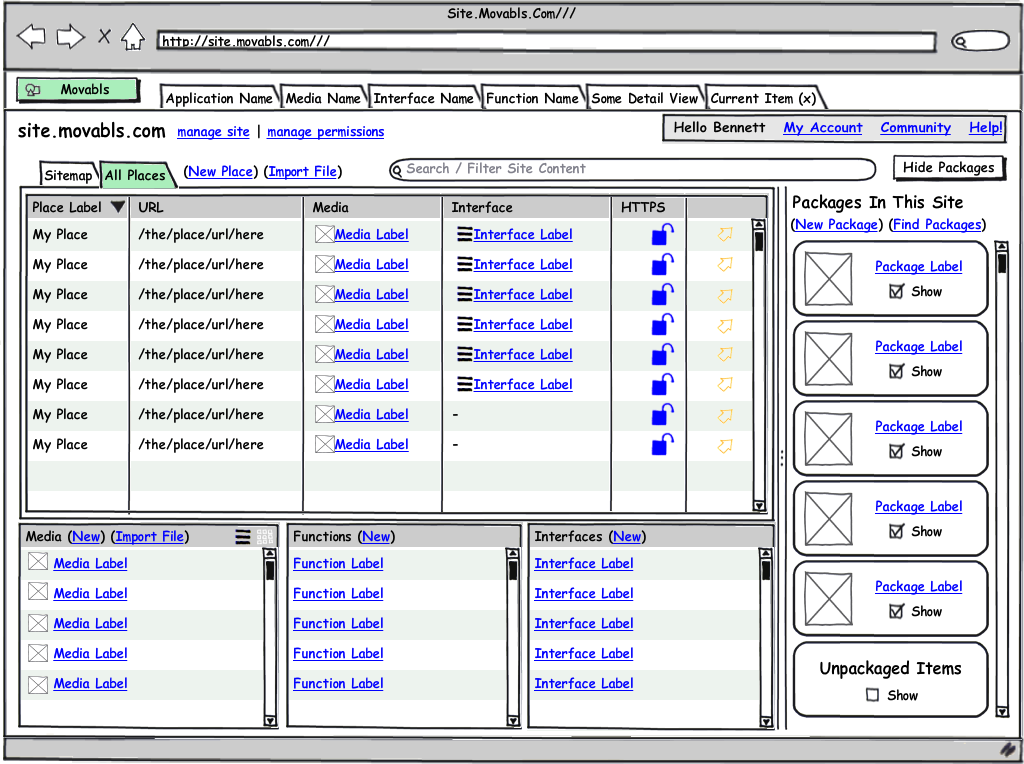 Site.Movabls.Com///
http://site.movabls.com///
Movabls
Application Name Media Name Interface Name Function Name Some Detail View Current Item (x)
site.movabls.com manage site | manage permissions
Hello Bennett My Account Community Help!
Sitemap All Places (New Place) (Import File)
Search / Filter Site Content
Hide Packages
Place Label URL Media Interface HTTPS
My Place /the/place/url/here Media Label Interface Label
My Place /the/place/url/here Media Label Interface Label
My Place /the/place/url/here Media Label Interface Label
My Place /the/place/url/here Media Label Interface Label
My Place /the/place/url/here Media Label Interface Label
My Place /the/place/url/here Media Label Interface Label
My Place /the/place/url/here Media Label -
My Place /the/place/url/here Media Label -
Media (New) (Import File)
Media Label
Media Label
Media Label
Media Label
Media Label
Functions (New)
Function Label
Function Label
Function Label
Function Label
Function Label
Interfaces (New)
Interface Label
Interface Label
Interface Label
Interface Label
Interface Label
Packages In This Site
(New Package) (Find Packages)
Package Label
Show
Package Label
Show
Package Label
Show
Package Label
Show
Package Label
Show
Unpackaged Items
Show